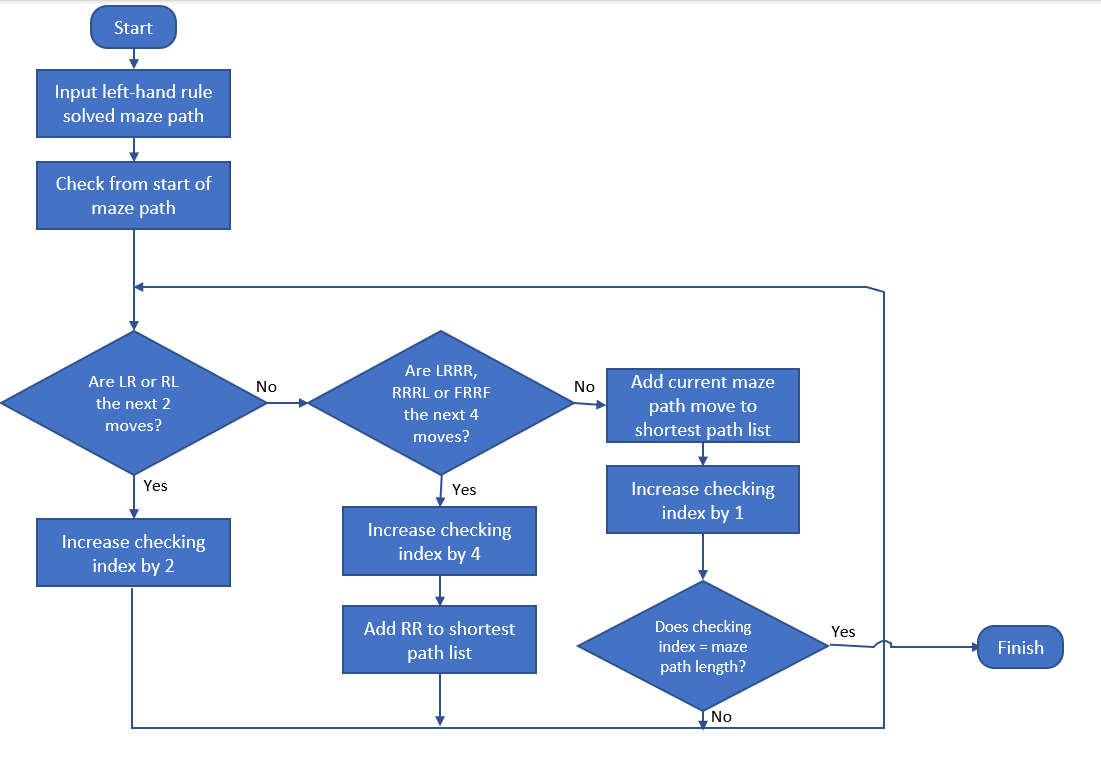 Start
Input left-hand rule
solved maze path
Check from start of
maze path
Are LR or RL
the next 2
moves?
No
Yes
Increase checking
index by 2
Are LRRR,
RRRL or FRRF
the next 4
moves?
No
Yes
Increase checking
index by 4
Add RR to shortest
path list
Add current maze
path move to
shortest path list
Increase checking
index by 1
Does checking
index = maze
path length?
Yes
No
Finish